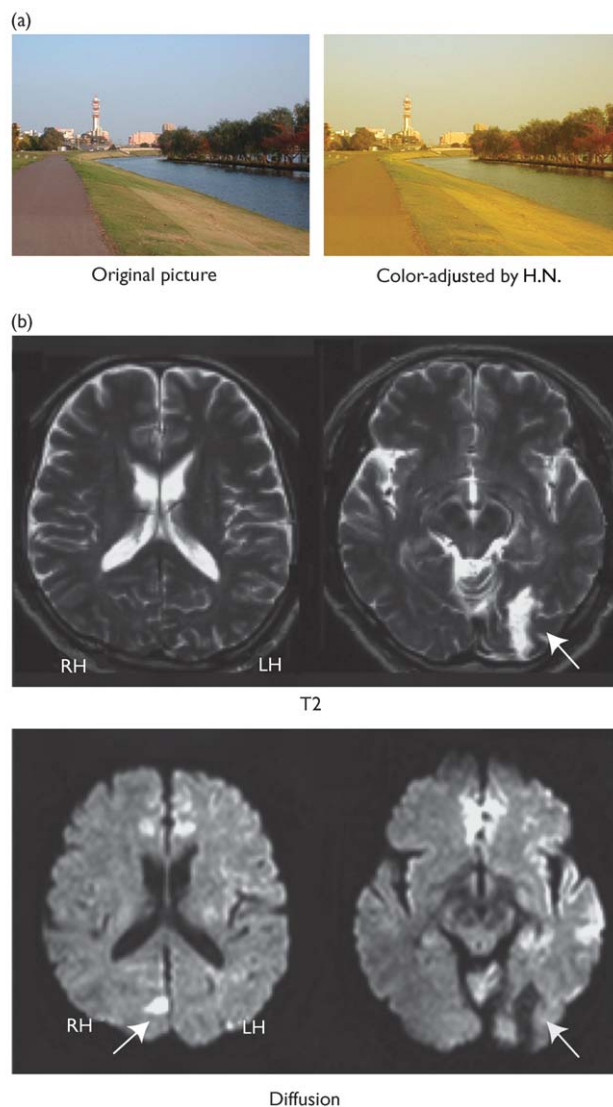 (a)
Original picture
Color-adjusted by H.N.
(b)
RH
LH
T2
RH
LH
Diffusion